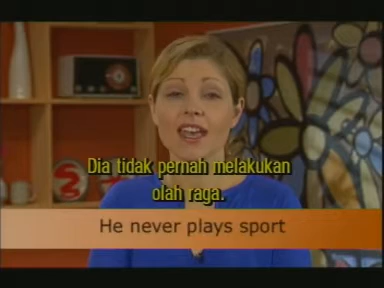 Dia tidak pernah melakukan
olah raga.
He never plays sport